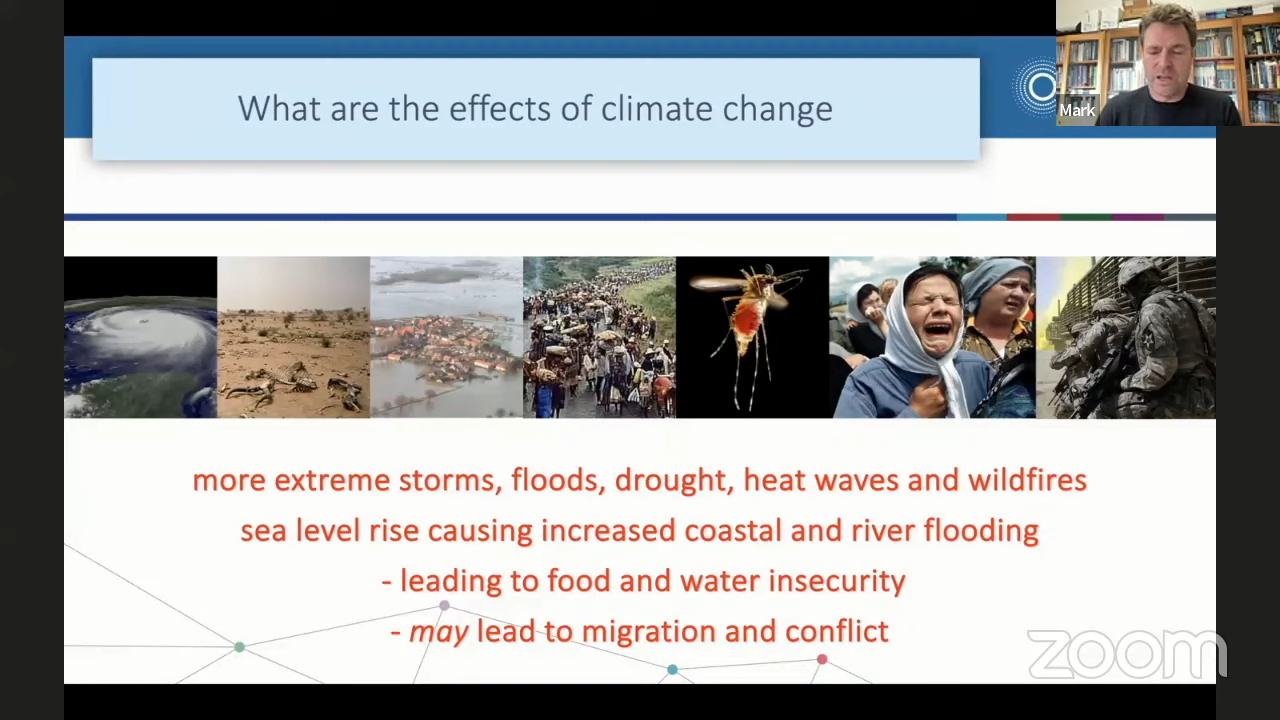 What are the effects of climate change
Mark
more extreme storms, floods, drought, heat waves and wildfires
sea level rise causing increased coastal and river flooding
- leading to food and water insecurity
- may lead to migration and conflict
zoom